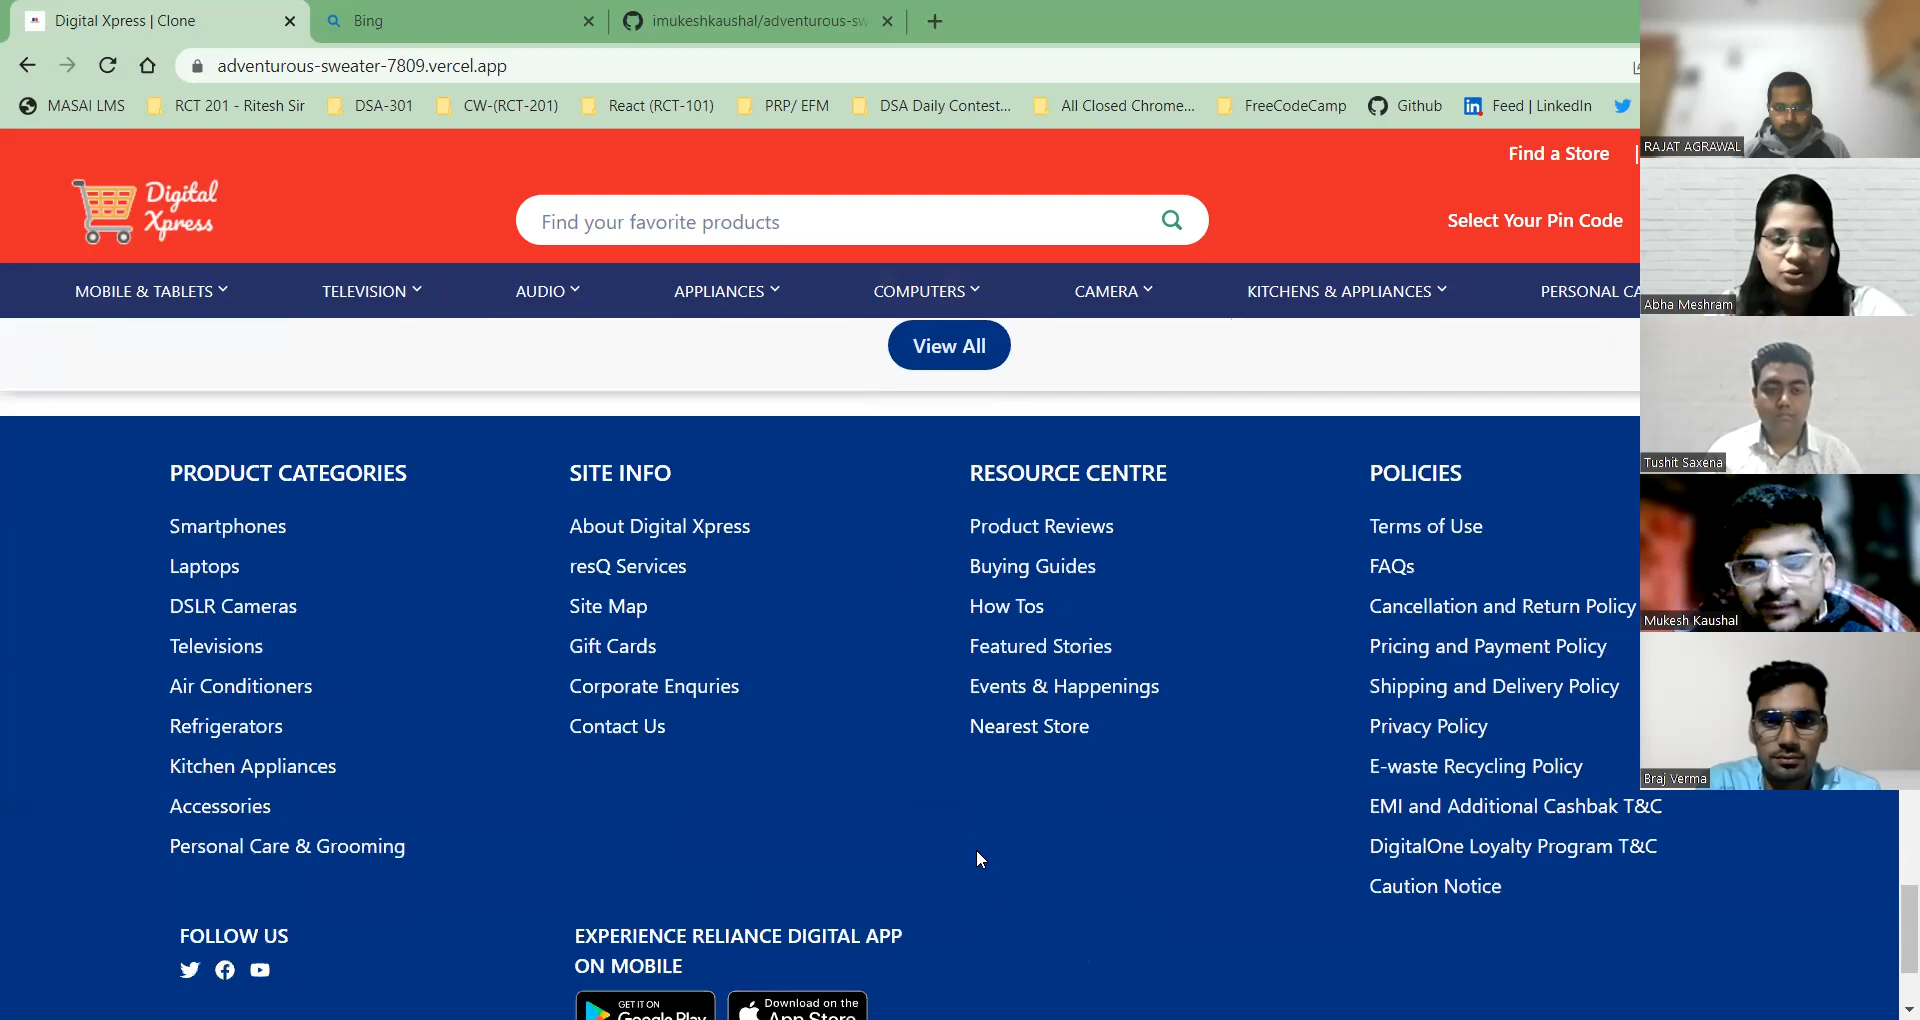 Digital Xpress | Clone
Bing
imukeshkaushal/adventurous-sw
adventurous-sweater-7809.vercel.app
MASAI LMS
RCT 201 - Ritesh Sir
DSA-301
CW-(RCT-201)
React (RCT-101)
PRP/ EFM
DSA Daily Contest...
All Closed Chrome...
FreeCodeCamp
Github
Feed | LinkedIn
Find a Store |
Digital
Xpress
Find your favorite products
Select Your Pin Code
MOBILE & TABLETS
TELEVISION
AUDIO
APPLIANCES
COMPUTERS
CAMERA
KITCHENS & APPLIANCES
PERSONAL CA
View All
PRODUCT CATEGORIES
Smartphones
Laptops
DSLR Cameras
Televisions
Air Conditioners
Refrigerators
Kitchen Appliances
Accessories
Personal Care & Grooming
SITE INFO
About Digital Xpress
resQ Services
Site Map
Gift Cards
Corporate Enquries
Contact Us
RESOURCE CENTRE
Product Reviews
Buying Guides
How Tos
Featured Stories
Events & Happenings
Nearest Store
POLICIES
Terms of Use
FAQs
Cancellation and Return Policy
Pricing and Payment Policy
Shipping and Delivery Policy
Privacy Policy
E-waste Recycling Policy
EMI and Additional Cashbak T&C
DigitalOne Loyalty Program T&C
Caution Notice
FOLLOW US
EXPERIENCE RELIANCE DIGITAL APP
ON MOBILE
GET IT ON
Google Play
Download on the
App Store
RAJAT AGRAWAL
Abha Meshram
Tushit Saxena
Mukesh Kaushal
Braj Verma